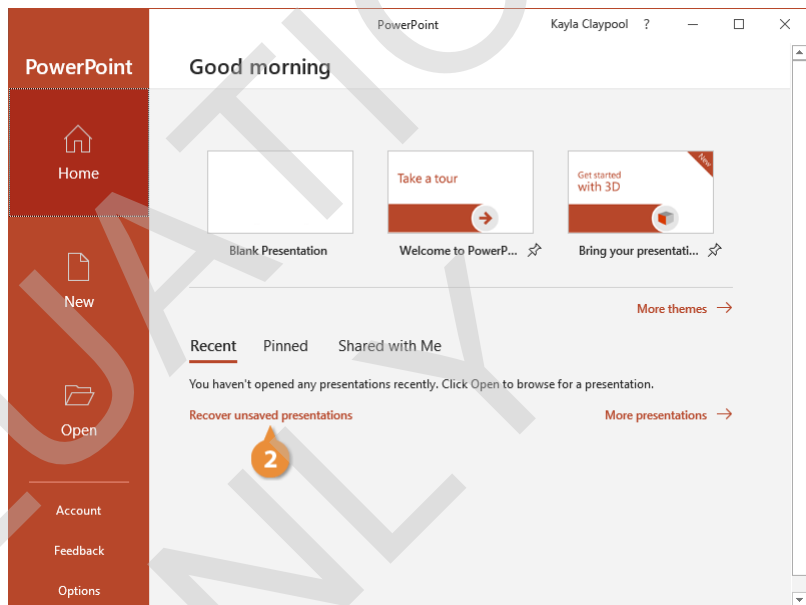 PowerPoint
Kayla Claypool ?
PowerPoint
Good morning
Home
New
Open
Account
Feedback
Options
Take a tour
Get started
with 3D
New
Blank Presentation
Welcome to PowerP...
Bring your presentati...
More themes
Recent Pinned Shared with Me
You haven't opened any presentations recently. Click Open to browse for a presentation.
Recover unsaved presentations
More presentations
2